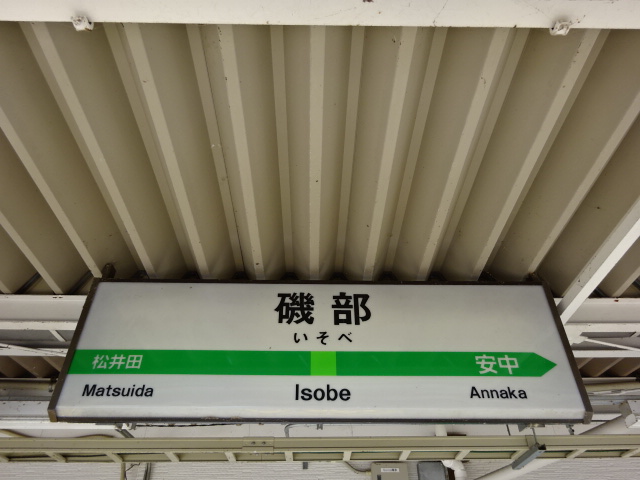 磯部
いそべ
松井田 安中
Matsuida Isobe Annaka